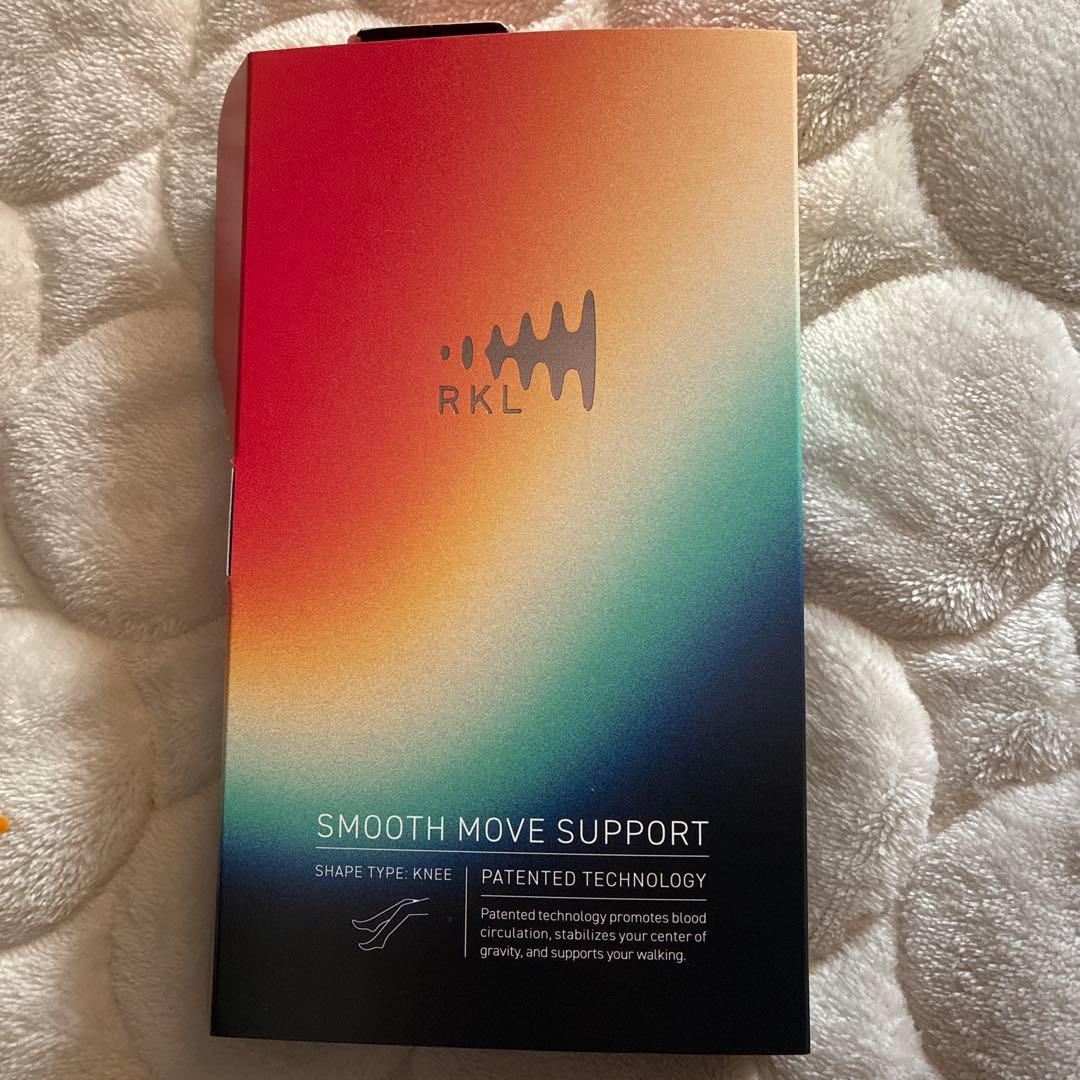 RKL
SMOOTH MOVE SUPPORT
SHAPE TYPE: KNEE
PATENTED TECHNOLOGY
Patented technology promotes blood
circulation, stabilizes your center of
gravity, and supports your walking.